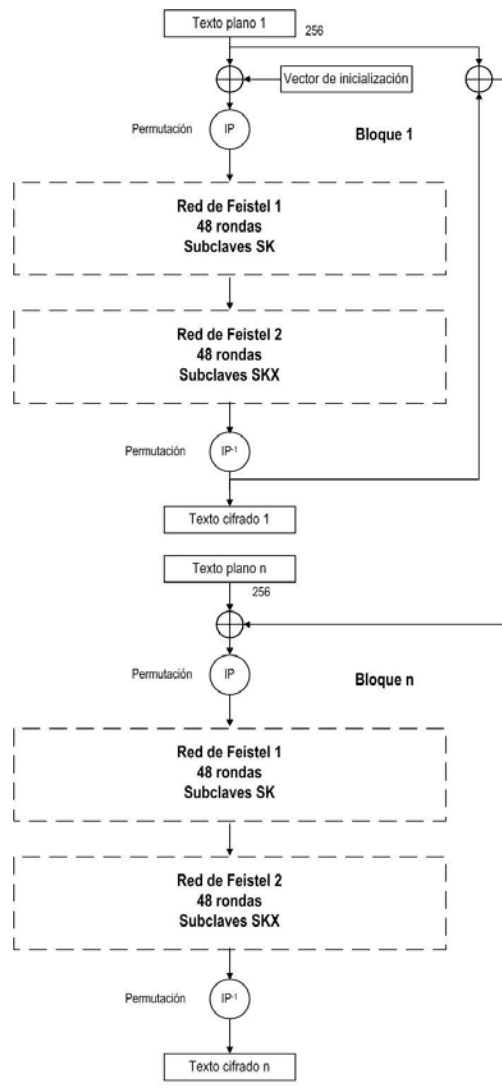 Texto plano 1
256
Vector de inicialización
Permutación
IP
Bloque 1
Red de Feistel 1
48 rondas
Subclaves SK
Red de Feistel 2
48 rondas
Subclaves SKX
Permutación
IP-1
Texto cifrado 1
Texto plano n
256
Permutación
IP
Bloque n
Red de Feistel 1
48 rondas
Subclaves SK
Red de Feistel 2
48 rondas
Subclaves SKX
Permutación
IP-1
Texto cifrado n